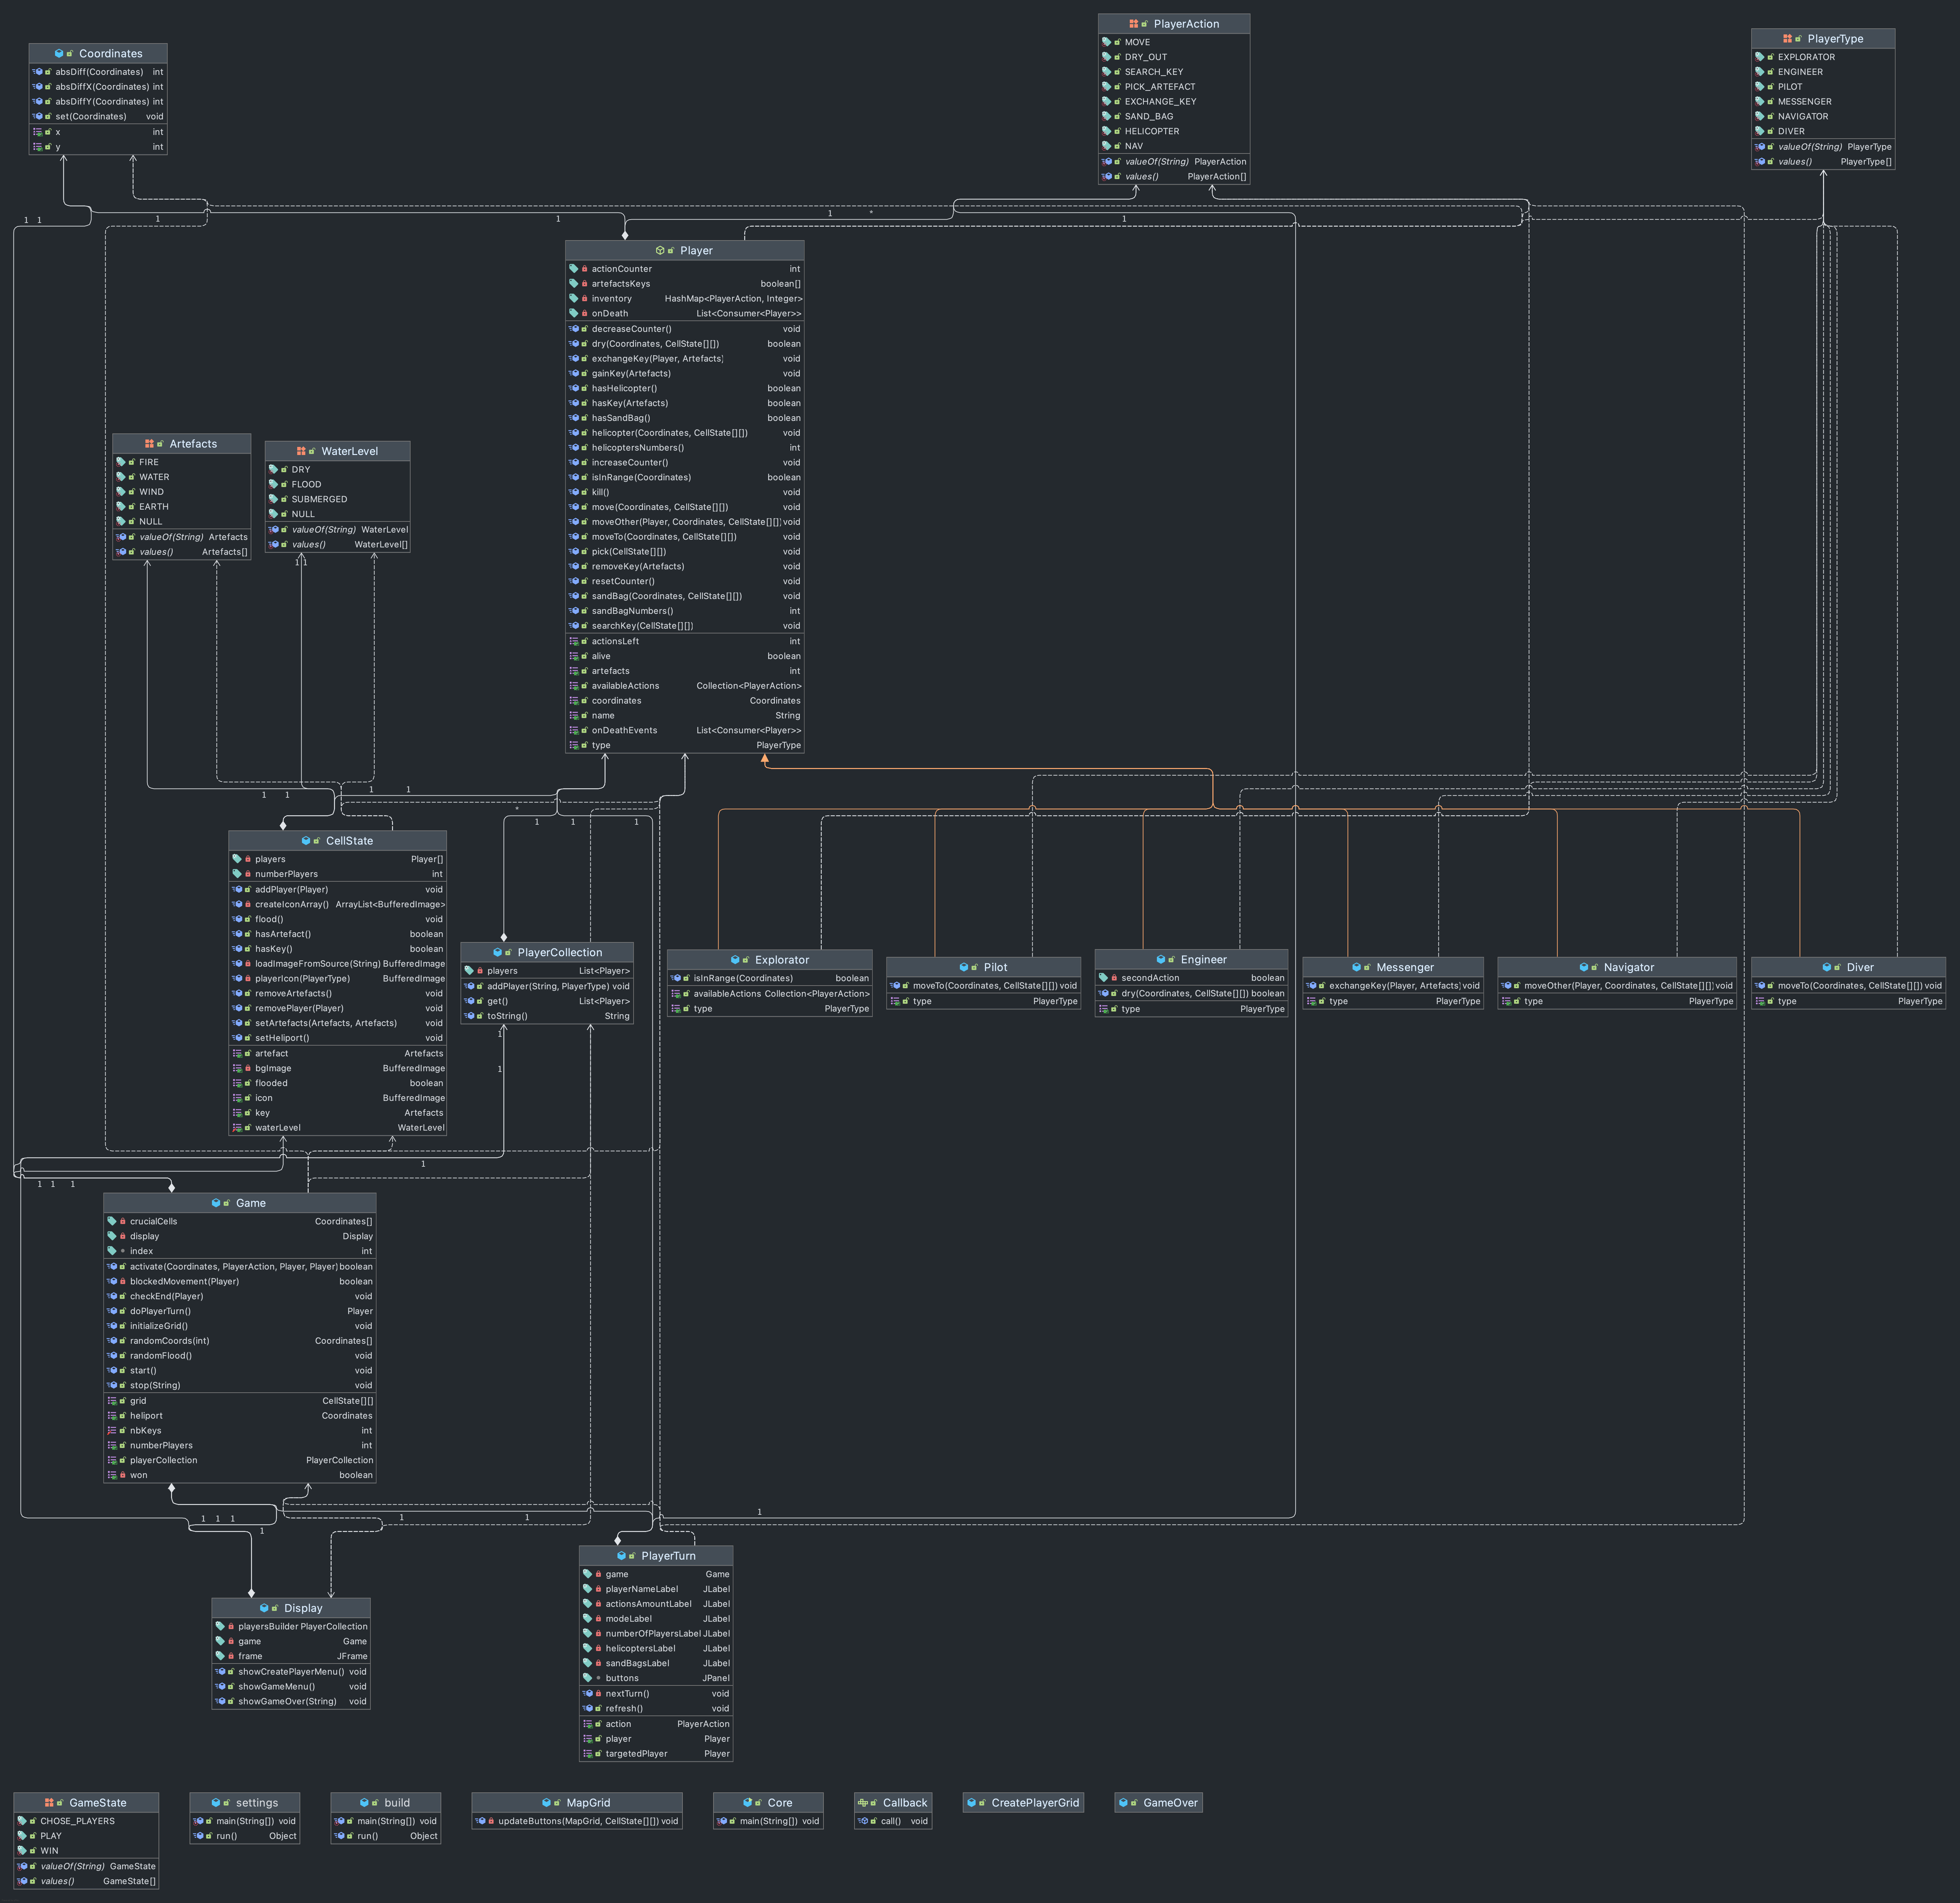 PlayerAction
MOVE
DRY_OUT
SEARCH_KEY
PICK_ARTEFACT
EXCHANGE_KEY
SAND_BAG
HELICOPTER
NAV
valueOf(String) PlayerAction
values() PlayerAction[]
PlayerType
EXPLORATOR
ENGINEER
PILOT
MESSENGER
NAVIGATOR
DIVER
valueOf(String) PlayerType
values() PlayerType[]
Coordinates
absDiff(Coordinates) int
absDiffX(Coordinates) int
absDiffY(Coordinates) int
set(Coordinates) void
x int
y int
1 1
1
1
1
*
1
Player
actionCounter int
artefactsKeys boolean[]
inventory HashMap<PlayerAction, Integer>
onDeath List<Consumer<Player>>
decreaseCounter() void
dry(Coordinates, CellState[][]) boolean
exchangeKey(Player, Artefacts) void
gainKey(Artefacts) void
hasHelicopter() boolean
hasKey(Artefacts) boolean
hasSandBag() boolean
helicopter(Coordinates, CellState[][]) void
helicoptersNumbers() int
increaseCounter() void
isInRange(Coordinates) boolean
kill() void
move(Coordinates, CellState[][]) void
moveOther(Player, Coordinates, CellState[][]) void
moveTo(Coordinates, CellState[][]) void
pick(CellState[][]) void
removeKey(Artefacts) void
resetCounter() void
sandBag(Coordinates, CellState[][]) void
sandBagNumbers() int
searchKey(CellState[][]) void
actionsLeft int
alive boolean
artefacts int
availableActions Collection<PlayerAction>
coordinates Coordinates
name String
onDeathEvents List<Consumer<Player>>
type PlayerType
Artefacts
FIRE
WATER
WIND
EARTH
NULL
valueOf(String) Artefacts
values() Artefacts[]
WaterLevel
DRY
FLOOD
SUBMERGED
NULL
valueOf(String) WaterLevel
values() WaterLevel[]
1 1
1 1
1 1
*
1 1 1
CellState
players Player[]
numberPlayers int
addPlayer(Player) void
createIconArray() ArrayList<BufferedImage>
flood() void
hasArtefact() boolean
hasKey() boolean
loadImageFromSource(String) BufferedImage
playerIcon(PlayerType) BufferedImage
removeArtefacts() void
removePlayer(Player) void
setArtefacts(Artefacts, Artefacts) void
setHeliport() void
artefact Artefacts
bgImage BufferedImage
flooded boolean
icon BufferedImage
key Artefacts
waterLevel WaterLevel
PlayerCollection
players List<Player>
addPlayer(String, PlayerType) void
get() List<Player>
toString() String
Explorator
isInRange(Coordinates) boolean
availableActions Collection<PlayerAction>
type PlayerType
Pilot
moveTo(Coordinates, CellState[][]) void
type PlayerType
Engineer
secondAction boolean
dry(Coordinates, CellState[][]) boolean
type PlayerType
Messenger
exchangeKey(Player, Artefacts) void
type PlayerType
Navigator
moveOther(Player, Coordinates, CellState[][]) void
type PlayerType
Diver
moveTo(Coordinates, CellState[][]) void
type PlayerType
1
1
1
1 1 1
Game
crucialCells Coordinates[]
display Display
index int
activate(Coordinates, PlayerAction, Player, Player) boolean
blockedMovement(Player) boolean
checkEnd(Player) void
doPlayerTurn() Player
initializeGrid() void
randomCoords(int) Coordinates[]
randomFlood() void
start() void
stop(String) void
grid CellState[][]
heliport Coordinates
nbKeys int
numberPlayers int
playerCollection PlayerCollection
won boolean
1
1 1 1
1
1
1
Display
playersBuilder PlayerCollection
game Game
frame JFrame
showCreatePlayerMenu() void
showGameMenu() void
showGameOver(String) void
PlayerTurn
game Game
playerNameLabel JLabel
actionsAmountLabel JLabel
modeLabel JLabel
numberOfPlayersLabel JLabel
helicoptersLabel JLabel
sandBagsLabel JLabel
buttons JPanel
nextTurn() void
refresh() void
action PlayerAction
player Player
targetedPlayer Player
GameState
CHOSE_PLAYERS
PLAY
WIN
valueOf(String) GameState
values() GameState[]
settings
main(String[]) void
run() Object
build
main(String[]) void
run() Object
MapGrid
updateButtons(MapGrid, CellState[][]) void
Core
main(String[]) void
Callback
call() void
CreatePlayerGrid
GameOver